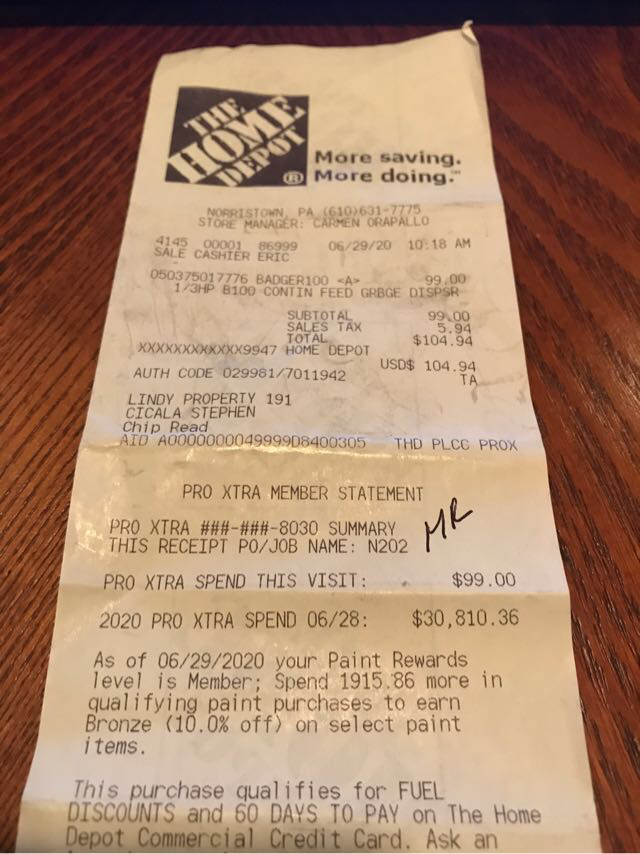 THE
HOME
DEPOT
®
More saving.
More doing.™
NORRISTOWN, PA (610)631-7775
STORE MANAGER: CARMEN ORAPALLO
4145 00001 86999 06/29/20 10:18 AM
SALE CASHIER ERIC
050375017776 BADGER100 <A> 99.00
1/3HP B100 CONTIN FEED GRBGE DISPSR
SUBTOTAL 99.00
SALES TAX 5.94
TOTAL $104.94
XXXXXXXXXXXX9947 HOME DEPOT
USD$ 104.94
AUTH CODE 029981/7011942 TA
LINDY PROPERTY 191
CICALA STEPHEN
Chip Read
AID A0000000049999D8400305 THD PLCC PROX
PRO XTRA MEMBER STATEMENT
PRO XTRA ###-###-8030 SUMMARY
THIS RECEIPT PO/JOB NAME: N202
MR
PRO XTRA SPEND THIS VISIT: $99.00
2020 PRO XTRA SPEND 06/28: $30,810.36
As of 06/29/2020 your Paint Rewards
level is Member; Spend 1915.86 more in
qualifying paint purchases to earn
Bronze (10.0% off) on select paint
items.
This purchase qualifies for FUEL
DISCOUNTS and 60 DAYS TO PAY on The Home
Depot Commercial Credit Card. Ask an